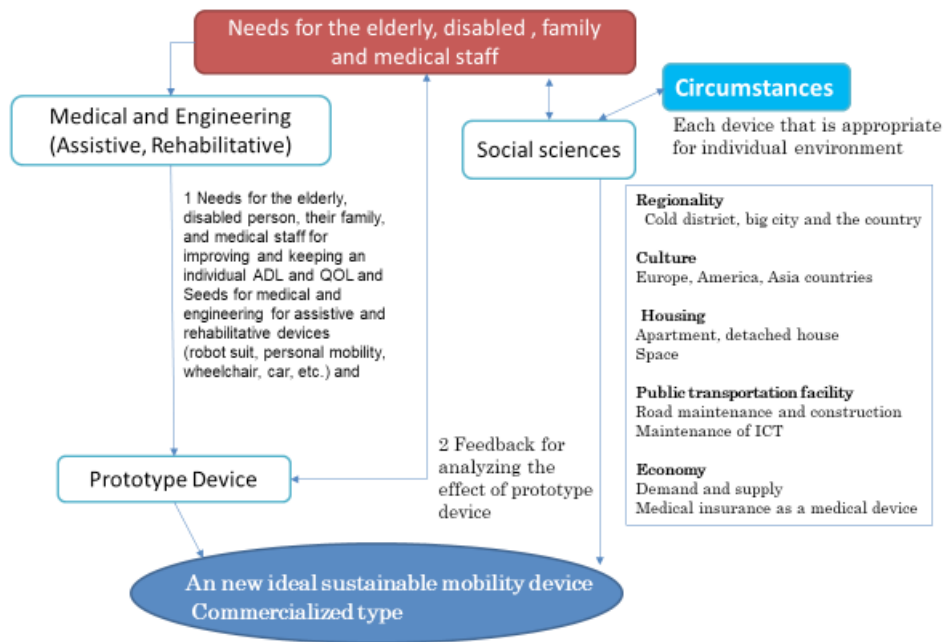 Needs for the elderly, disabled , family
and medical staff
Medical and Engineering
(Assistive, Rehabilitative)
Social sciences
Circumstances
Each device that is appropriate
for individual environment
1 Needs for the elderly,
disabled person, their family,
and medical staff for
improving and keeping an
individual ADL and QOL and
Seeds for medical and
engineering for assistive and
rehabilitative devices
(robot suit, personal mobility,
wheelchair, car, etc.) and
Regionality
Cold district, big city and the country
Culture
Europe, America, Asia countries
Housing
Apartment, detached house
Space
Public transportation facility
Road maintenance and construction
Maintenance of ICT
Economy
Demand and supply
Medical insurance as a medical device
2 Feedback for
analyzing the
effect of prototype
device
Prototype Device
An new ideal sustainable mobility device
Commercialized type